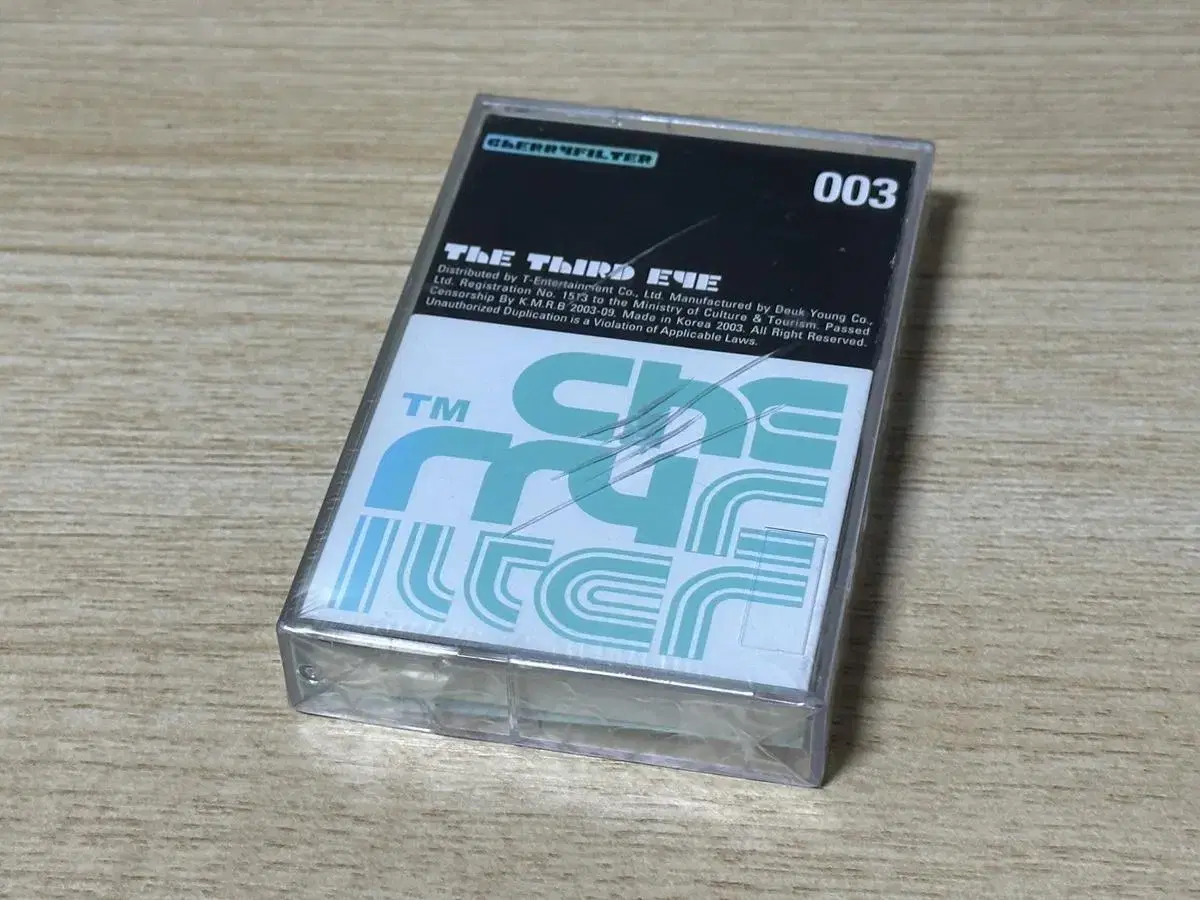 ChERRYFILTER
003
ThE ThIRD EYE
Distributed by T-Entertainment Co., Ltd. Manufactured by Deuk Young Co.,
Ltd. Registration No. 1513 to the Ministry of Culture & Tourism. Passed
Censorship By K.M.R.B 2003-09. Made in Korea 2003. All Right Reserved.
Unauthorized Duplication is a Violation of Applicable Laws.
che
TM
rryf
ilter